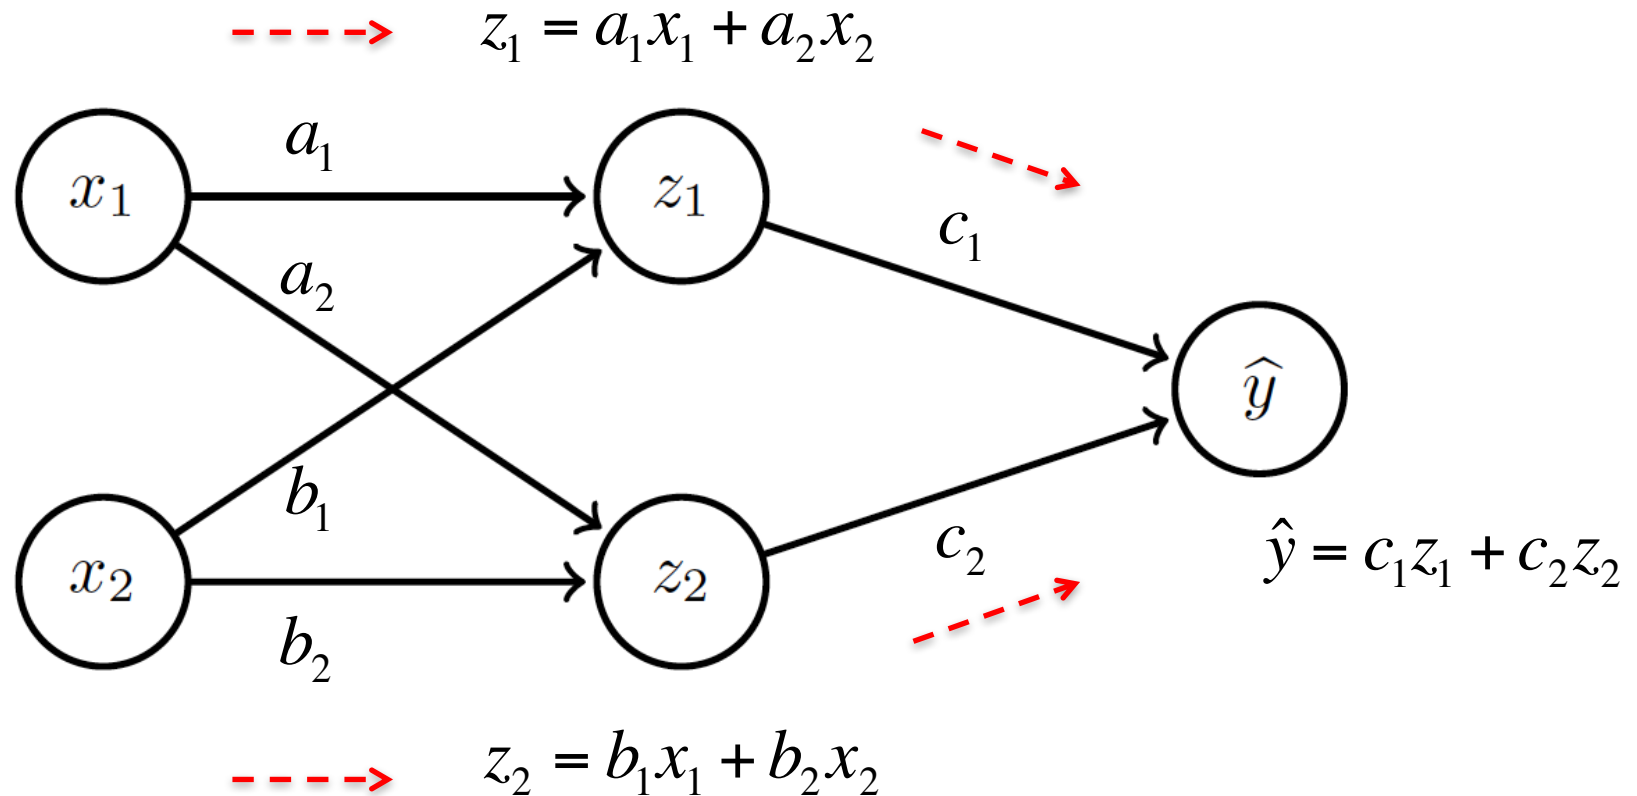 z₁ = a₁x₁ + a₂x₂
a₁
x₁
z₁
c₁
a₂
ŷ
b₁
x₂
z₂
c₂
ŷ = c₁z₁ + c₂z₂
b₂
z₂ = b₁x₁ + b₂x₂